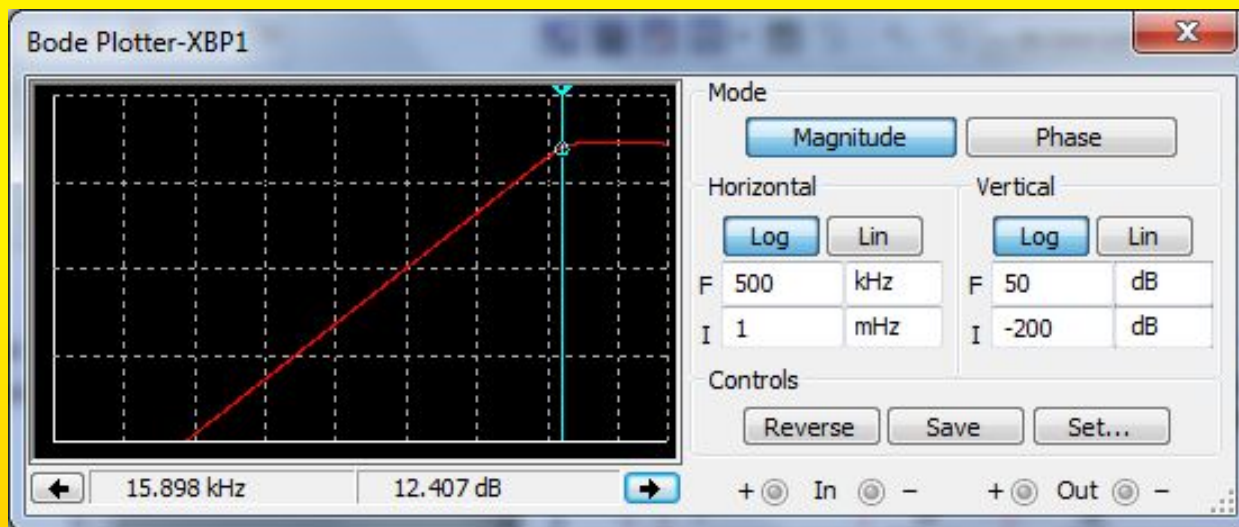 Bode Plotter-XBP1
X
Mode
Magnitude Phase
Horizontal Vertical
Log Lin Log Lin
F 500 kHz F 50 dB
I 1 mHz I -200 dB
Controls
Reverse Save Set...
15.898 kHz 12.407 dB + In - + Out -